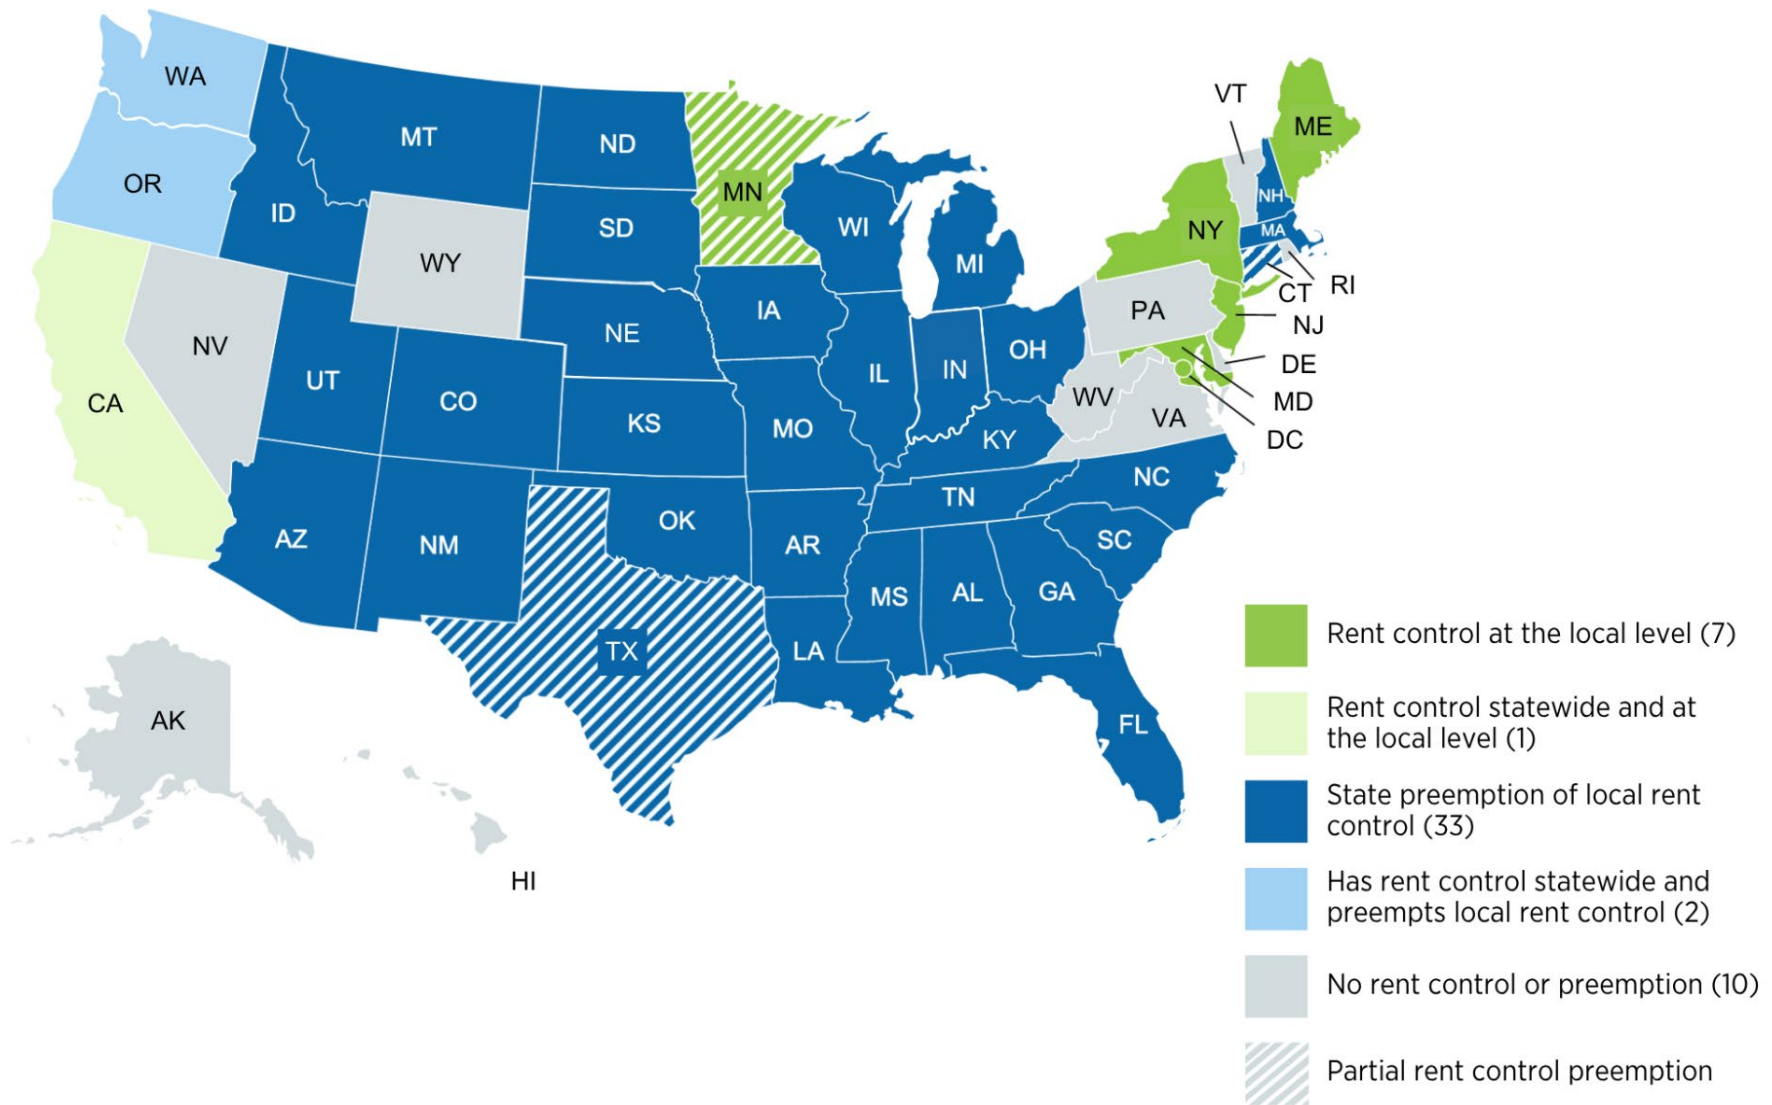 WA
VT
ME
MT
ND
OR
MN
NH
ID
WI
NY
SD
MA
WY
MI
RI
CT
IA
PA
NJ
NE
NV
OH
DE
UT
IL
IN
CO
WV
MD
CA
VA
KS
MO
KY
DC
NC
TN
OK
AZ
NM
AR
SC
MS
AL
GA
TX
LA
AK
FL
HI
Rent control at the local level (7)
Rent control statewide and at
the local level (1)
State preemption of local rent
control (33)
Has rent control statewide and
preempts local rent control (2)
No rent control or preemption (10)
Partial rent control preemption